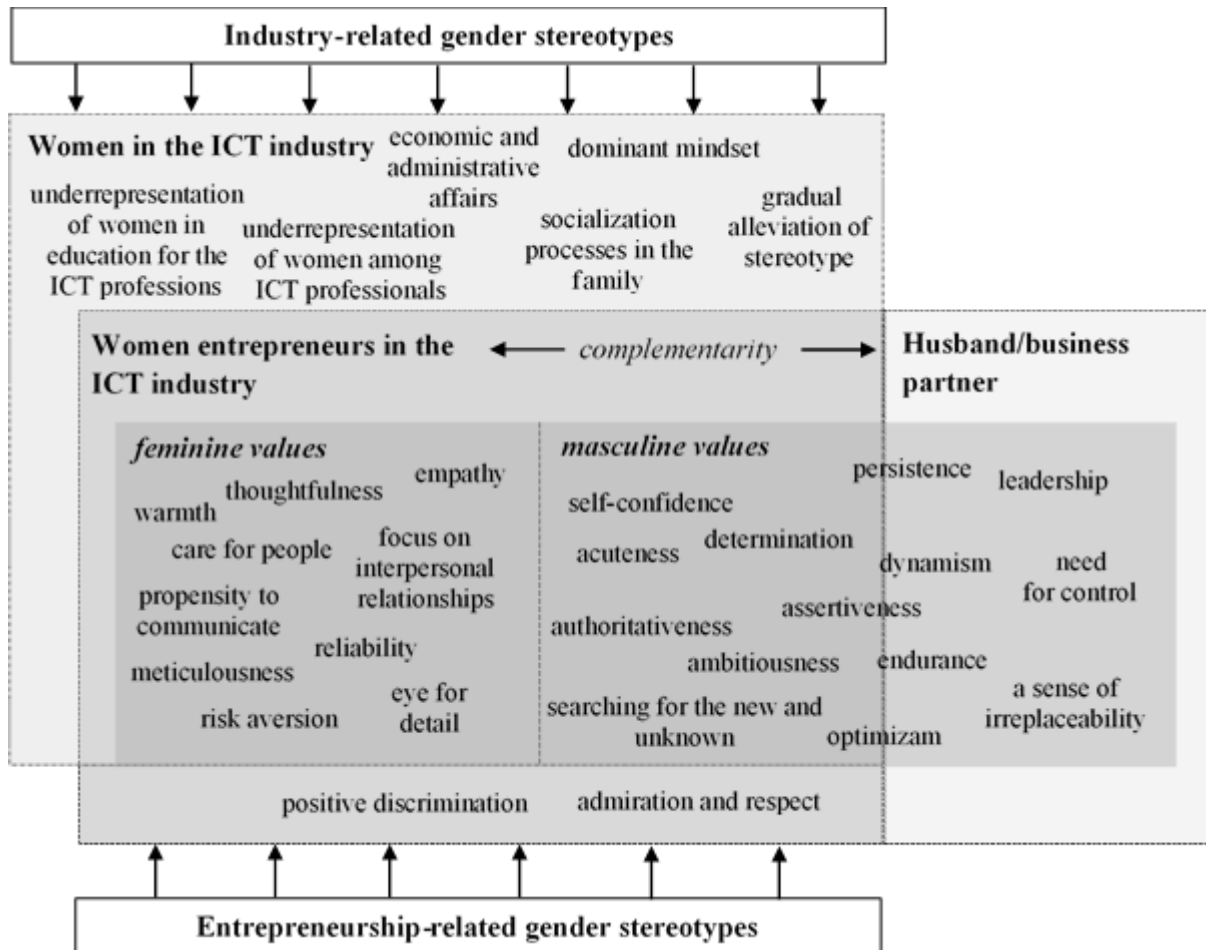 Industry-related gender stereotypes
Women in the ICT industry
economic and
administrative
affairs
dominant mindset
underrepresentation
of women in
education for the
ICT professions
underrepresentation
of women among
ICT professionals
socialization
processes in the
family
gradual
alleviation of
stereotype
Women entrepreneurs in the
ICT industry
complementarity
Husband/business
partner
feminine values
empathy
thoughtfulness
warmth
care for people
focus on
interpersonal
relationships
propensity to
communicate
reliability
meticulousness
eye for
detail
risk aversion
masculine values
persistence
leadership
self-confidence
determination
acuteness
dynamism
need
for control
assertiveness
authoritativeness
ambitiousness
endurance
a sense of
irreplaceability
searching for the new and
unknown
optimizam
positive discrimination
admiration and respect
Entrepreneurship-related gender stereotypes